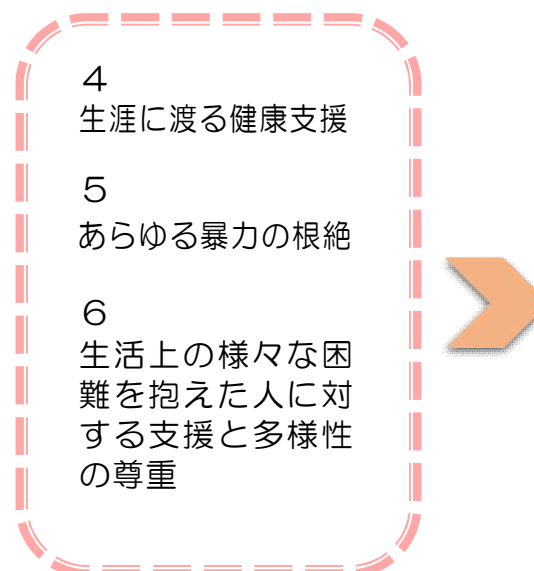 ４
生涯に渡る健康支援
５
あらゆる暴力の根絶
６
生活上の様々な困
難を抱えた人に対
する支援と多様性
の尊重